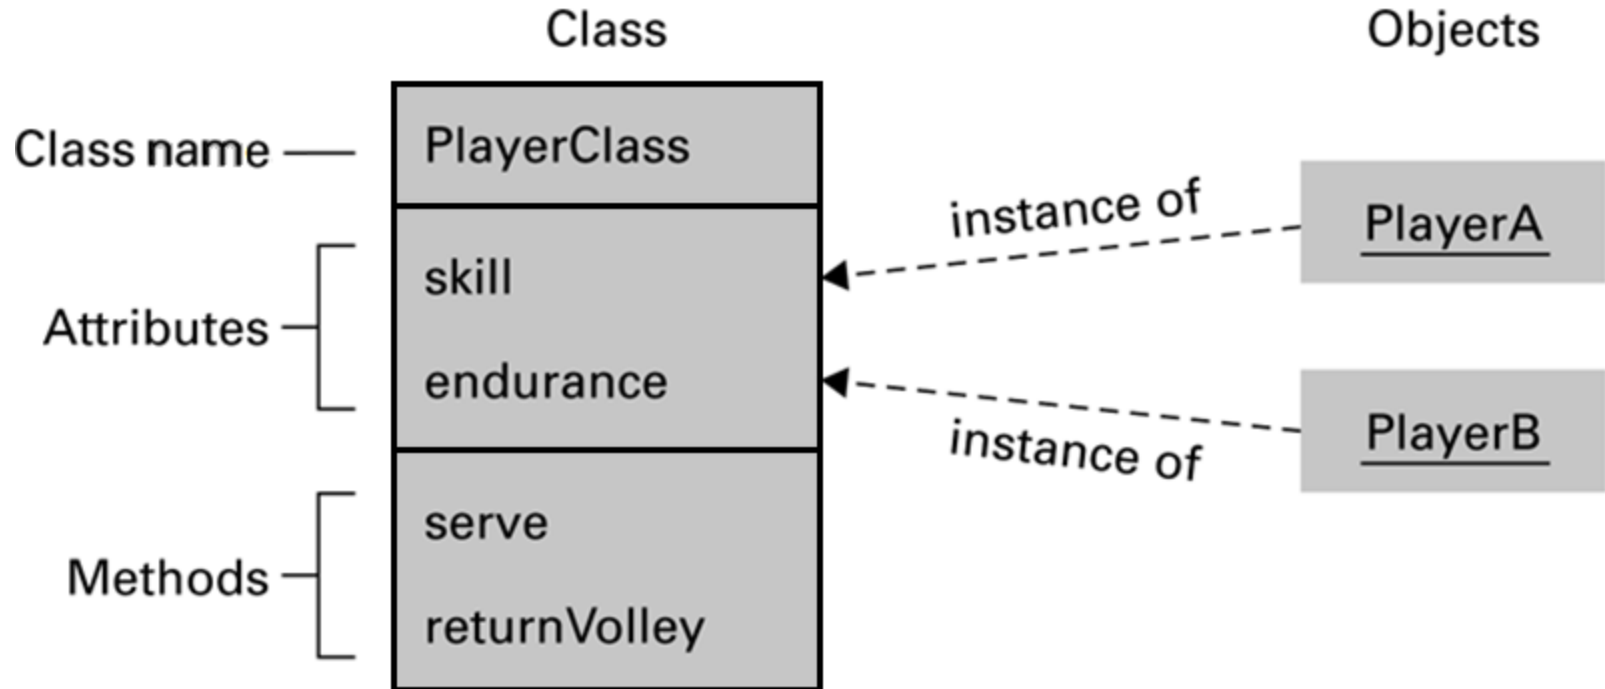 Class
Objects
Class name
PlayerClass
instance of
PlayerA
skill
Attributes
endurance
instance of
PlayerB
serve
Methods
returnVolley